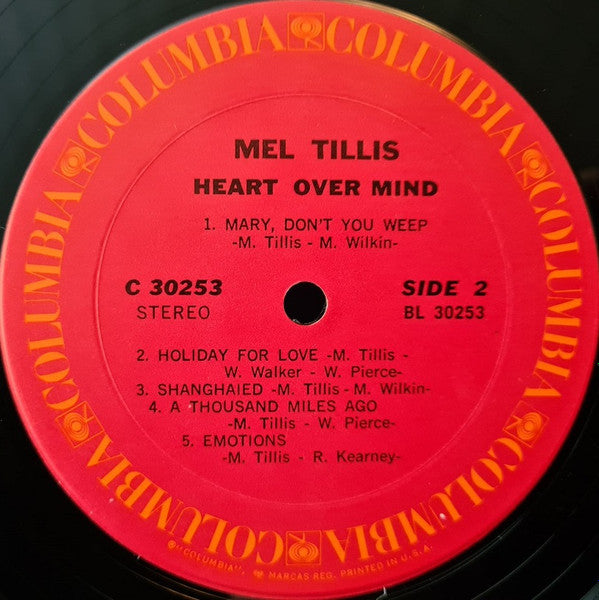 COLUMBIA COLUMBIA COLUMBIA COLUMBIA COLUMBIA COLUMBIA
MEL TILLIS
HEART OVER MIND
1. MARY, DON'T YOU WEEP
-M. Tillis - M. Wilkin-
C 30253 SIDE 2
STEREO BL 30253
2. HOLIDAY FOR LOVE -M. Tillis -
W. Walker - W. Pierce-
3. SHANGHAIED -M. Tillis - M. Wilkin-
4. A THOUSAND MILES AGO
-M. Tillis - W. Pierce-
5. EMOTIONS
-M. Tillis - R. Kearney-
"COLUMBIA", MARCAS REG. PRINTED IN U.S.A.